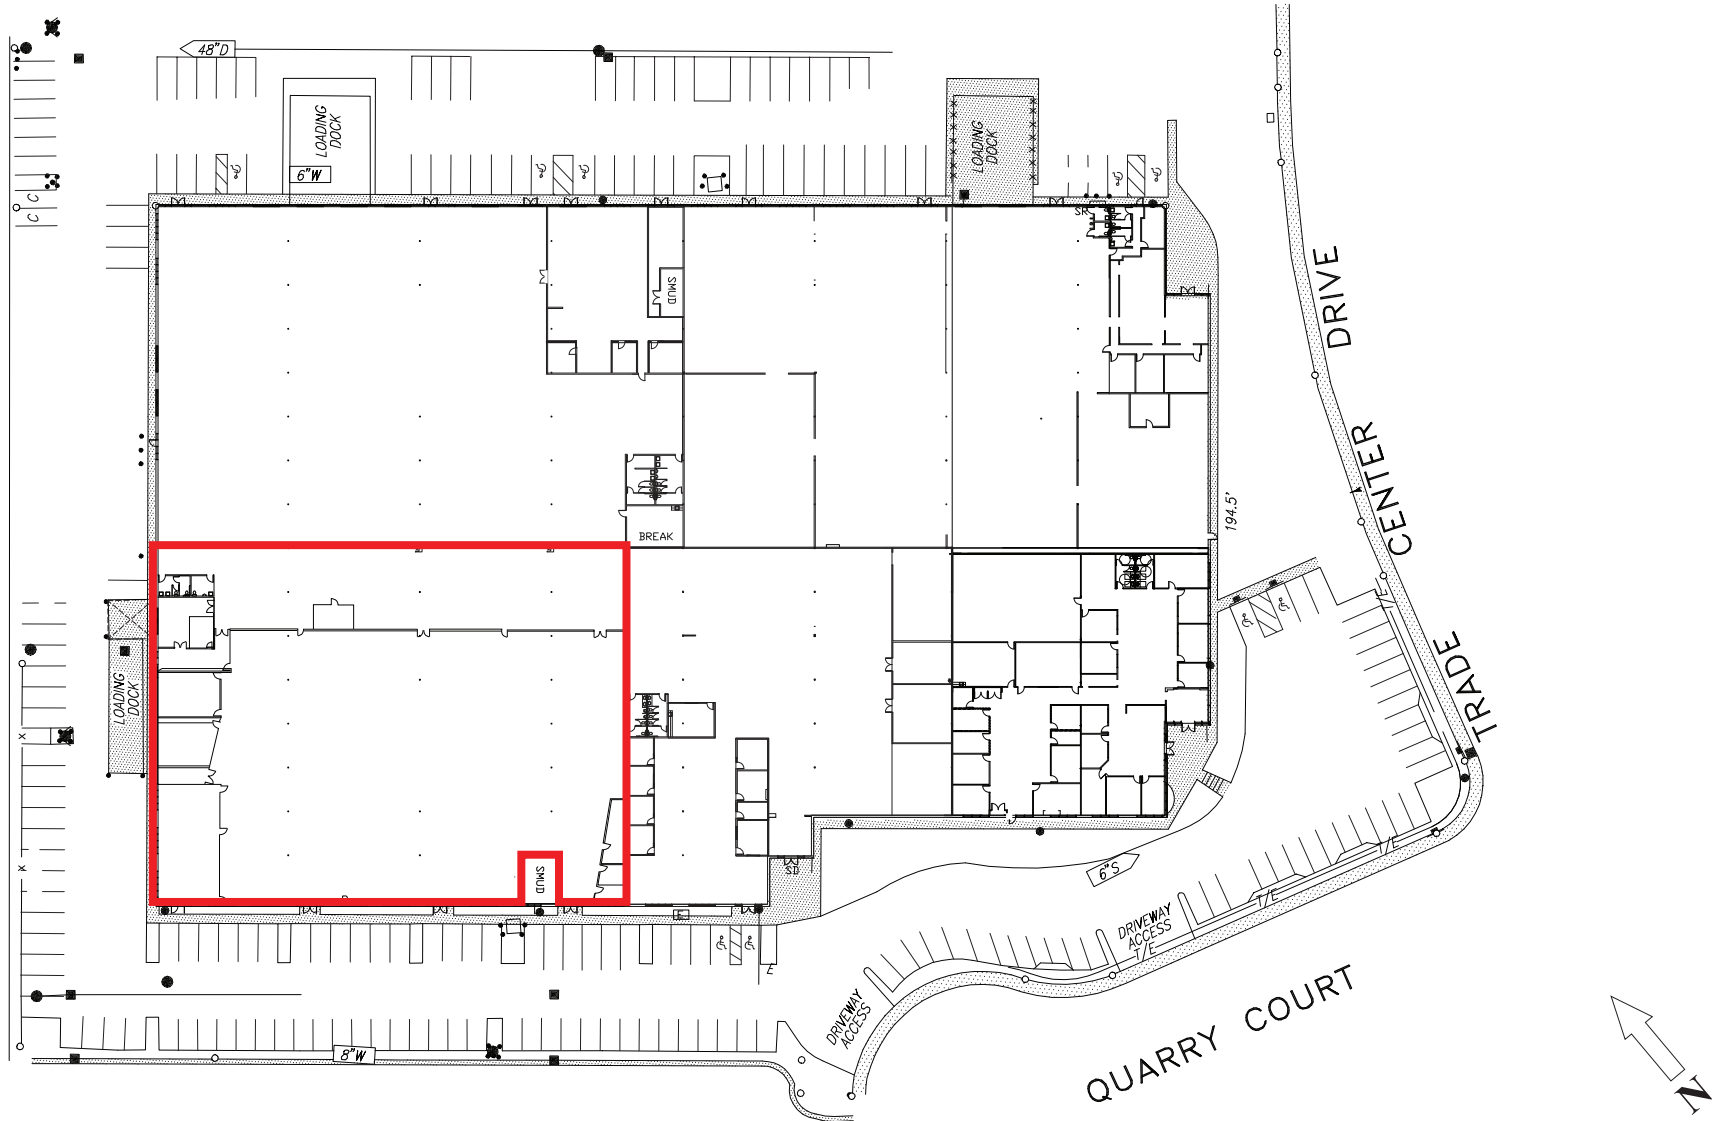 48"D
LOADING
DOCK
6"W
LOADING
DOCK
C
C
SR
SMUD
DRIVE
CENTER
TRADE
194.5'
BREAK
T/E
LOADING
DOCK
X
X
SMUD
SD
6"S
E
E
T/E
T/E
DRIVEWAY
ACCESS
T/E
DRIVEWAY
ACCESS
8"W
QUARRY COURT
N